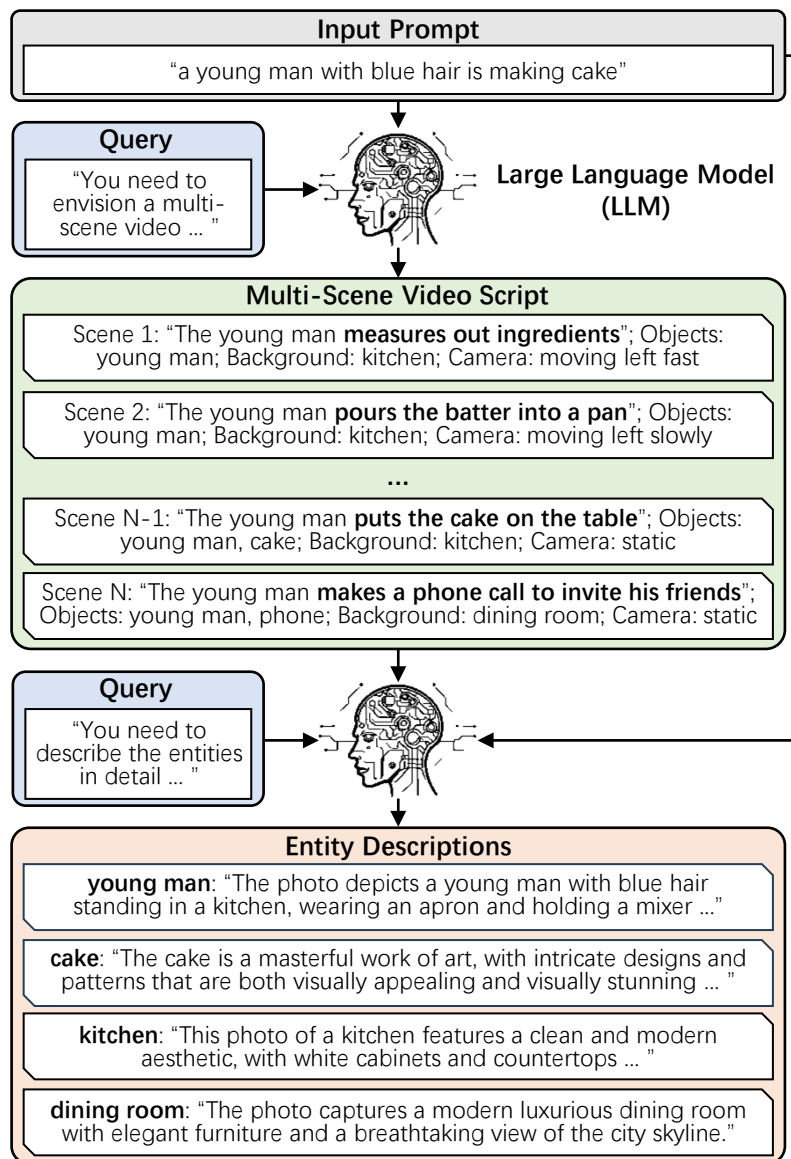 Input Prompt
“a young man with blue hair is making cake”
Query
“You need to
envision a multi-
scene video ... ”
Large Language Model
(LLM)
Multi-Scene Video Script
Scene 1: “The young man measures out ingredients”; Objects:
young man; Background: kitchen; Camera: moving left fast
Scene 2: “The young man pours the batter into a pan”; Objects:
young man; Background: kitchen; Camera: moving left slowly
...
Scene N-1: “The young man puts the cake on the table”; Objects:
young man, cake; Background: kitchen; Camera: static
Scene N: “The young man makes a phone call to invite his friends”;
Objects: young man, phone; Background: dining room; Camera: static
Query
“You need to
describe the entities
in detail ... ”
Entity Descriptions
young man: “The photo depicts a young man with blue hair
standing in a kitchen, wearing an apron and holding a mixer ...”
cake: “The cake is a masterful work of art, with intricate designs and
patterns that are both visually appealing and visually stunning ... ”
kitchen: “This photo of a kitchen features a clean and modern
aesthetic, with white cabinets and countertops ... ”
dining room: “The photo captures a modern luxurious dining room
with elegant furniture and a breathtaking view of the city skyline.”